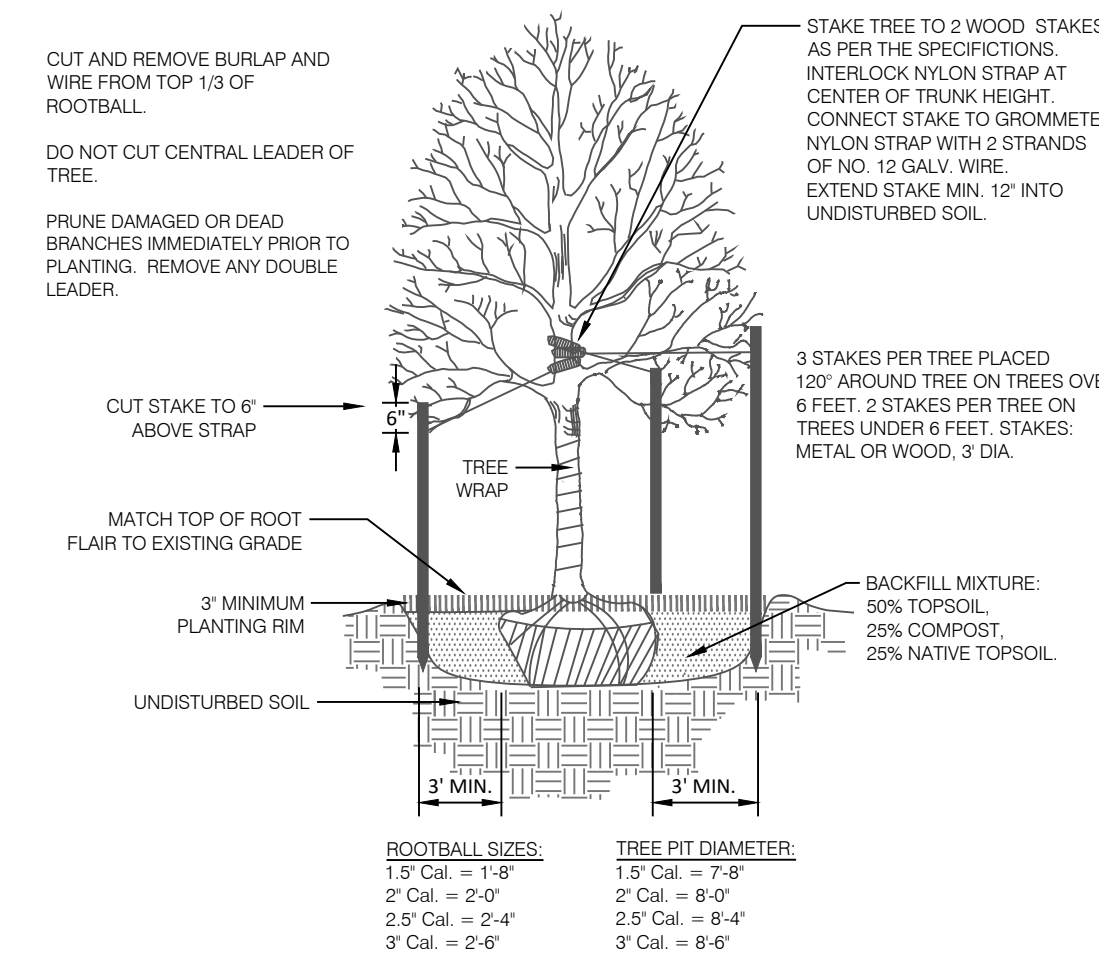 CUT AND REMOVE BURLAP AND
WIRE FROM TOP 1/3 OF
ROOTBALL.
DO NOT CUT CENTRAL LEADER OF
TREE.
PRUNE DAMAGED OR DEAD
BRANCHES IMMEDIATELY PRIOR TO
PLANTING. REMOVE ANY DOUBLE
LEADER.
STAKE TREE TO 2 WOOD STAKES
AS PER THE SPECIFICTIONS.
INTERLOCK NYLON STRAP AT
CENTER OF TRUNK HEIGHT.
CONNECT STAKE TO GROMMETE
NYLON STRAP WITH 2 STRANDS
OF NO. 12 GALV. WIRE.
EXTEND STAKE MIN. 12" INTO
UNDISTURBED SOIL.
3 STAKES PER TREE PLACED
120° AROUND TREE ON TREES OVE
6 FEET. 2 STAKES PER TREE ON
TREES UNDER 6 FEET. STAKES:
METAL OR WOOD, 3' DIA.
CUT STAKE TO 6"
ABOVE STRAP
6"
TREE
WRAP
MATCH TOP OF ROOT
FLAIR TO EXISTING GRADE
3" MINIMUM
PLANTING RIM
BACKFILL MIXTURE:
50% TOPSOIL,
25% COMPOST,
25% NATIVE TOPSOIL.
UNDISTURBED SOIL
3' MIN.
3' MIN.
ROOTBALL SIZES:
1.5" Cal. = 1'-8"
2" Cal. = 2'-0"
2.5" Cal. = 2'-4"
3" Cal. = 2'-6"
TREE PIT DIAMETER:
1.5" Cal. = 7'-8"
2" Cal. = 8'-0"
2.5" Cal. = 8'-4"
3" Cal. = 8'-6"